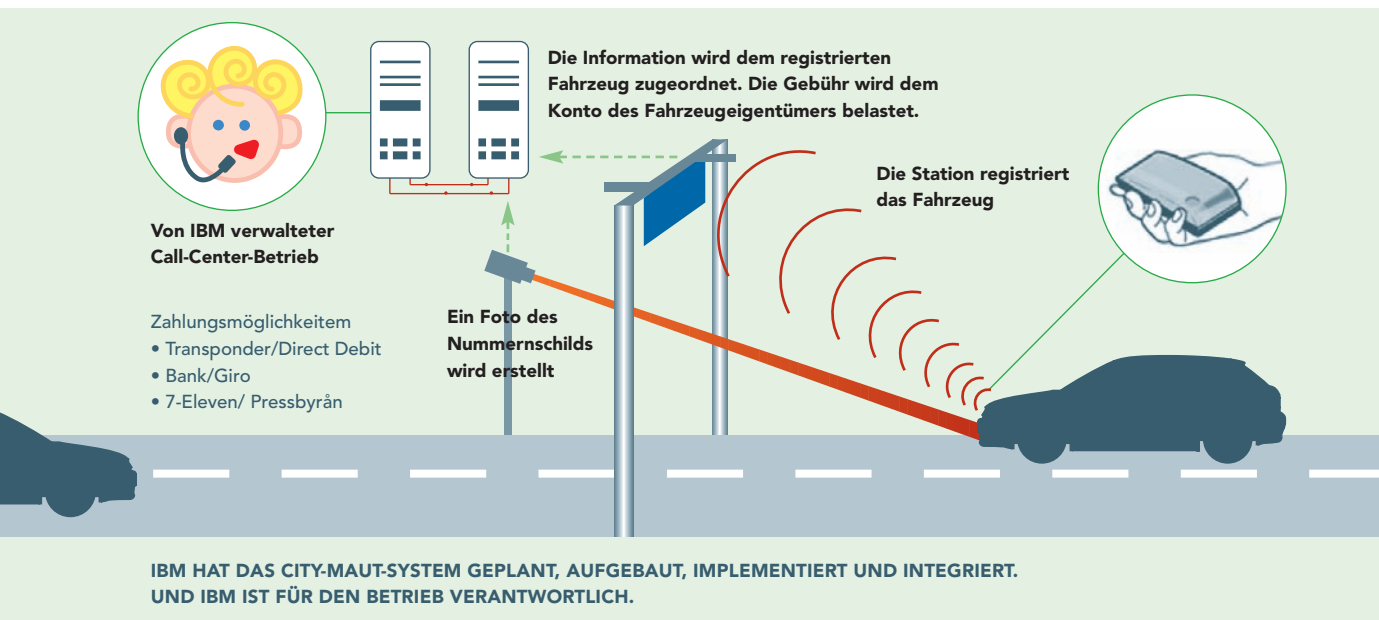 Die Information wird dem registrierten
Fahrzeug zugeordnet. Die Gebühr wird dem
Konto des Fahrzeugeigentümers belastet.
Die Station registriert
das Fahrzeug
Von IBM verwalteter
Call-Center-Betrieb
Ein Foto des
Nummernschilds
wird erstellt
Zahlungsmöglichkeitem
• Transponder/Direct Debit
• Bank/Giro
• 7-Eleven/ Pressbyrån
IBM HAT DAS CITY-MAUT-SYSTEM GEPLANT, AUFGEBAUT, IMPLEMENTIERT UND INTEGRIERT.
UND IBM IST FÜR DEN BETRIEB VERANTWORTLICH.